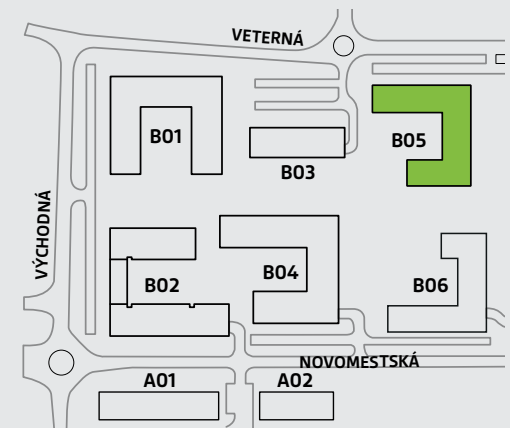 VETERNÁ
B01
B05
B03
VÝCHODNÁ
B04
B02
B06
NOVOMESTSKÁ
A01
A02